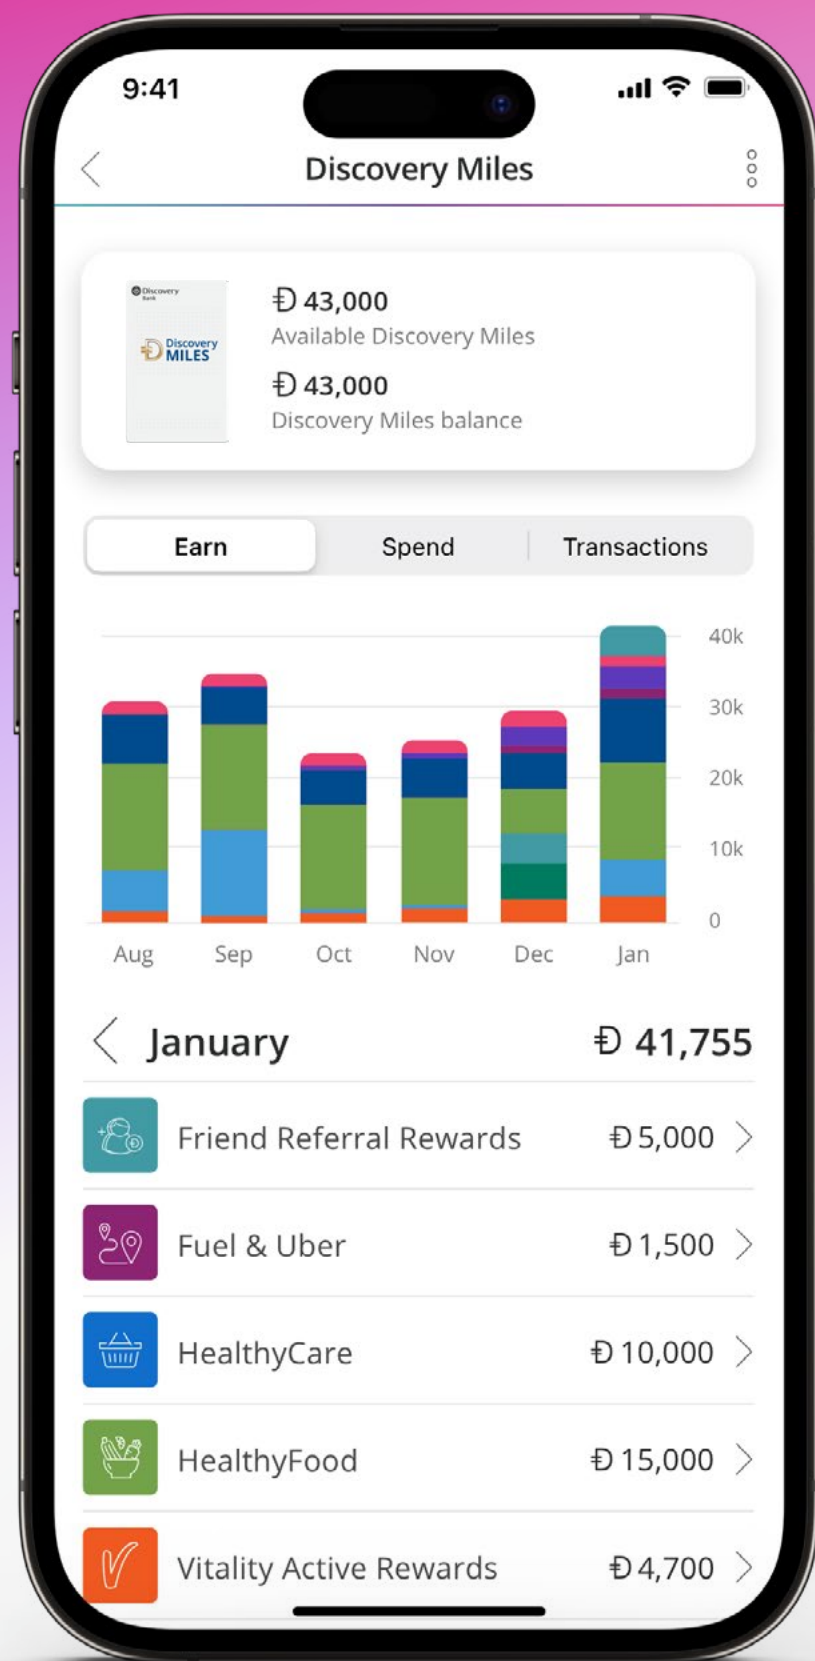 9:41
Discovery Miles
Discovery
Bank
Discovery
MILES
Ð 43,000
Available Discovery Miles
Ð 43,000
Discovery Miles balance
Earn Spend Transactions
40k
30k
20k
10k
0
Aug Sep Oct Nov Dec Jan
January Ð 41,755
Friend Referral Rewards Ð 5,000
Fuel & Uber Ð 1,500
HealthyCare Ð 10,000
HealthyFood Ð 15,000
Vitality Active Rewards Ð 4,700